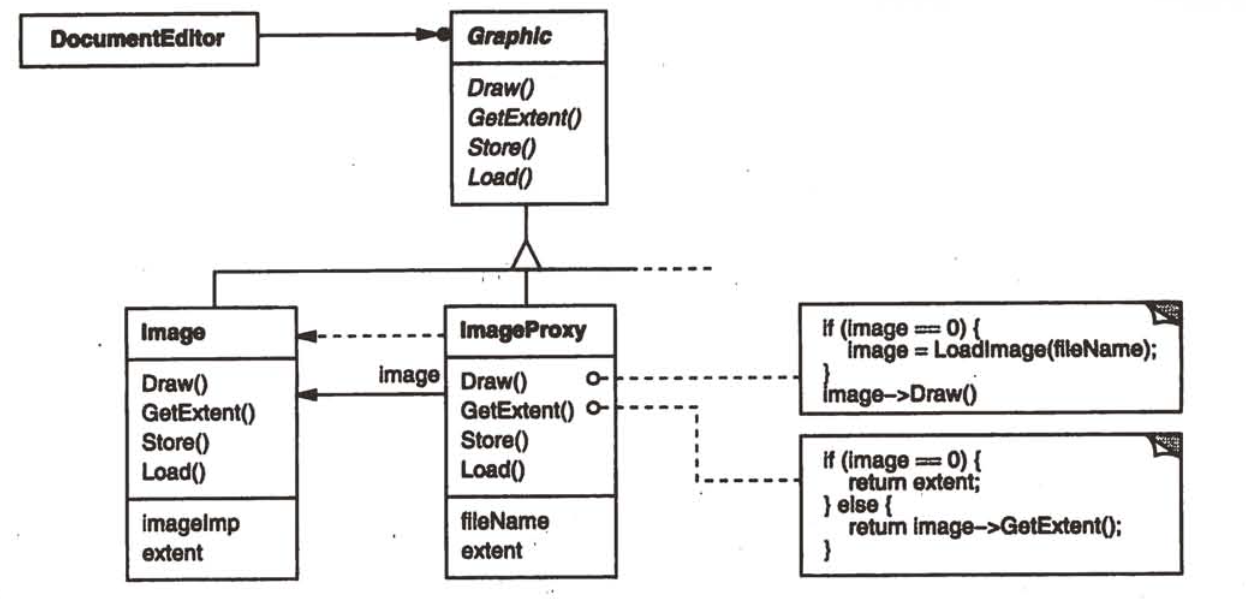 DocumentEditor
Graphic
Draw()
GetExtent()
Store()
Load()
Image
Draw()
GetExtent()
Store()
Load()
imageImp
extent
image
ImageProxy
Draw()
GetExtent()
Store()
Load()
fileName
extent
if (image == 0) {
image = LoadImage(fileName);
}
image->Draw()
if (image == 0) {
return extent;
} else {
return image->GetExtent();
}